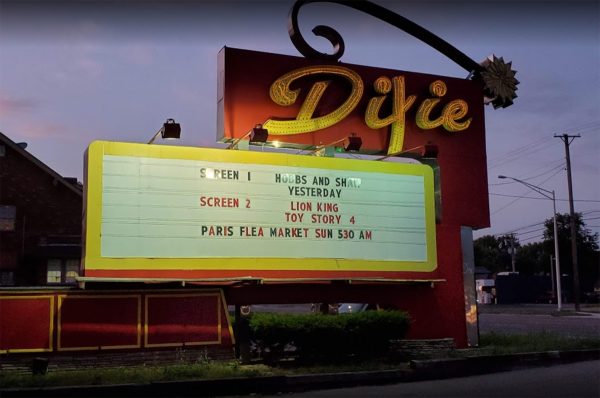 Dixie
SCREEN 1 HOBBS AND SHAW
YESTERDAY
SCREEN 2 LION KING
TOY STORY 4
PARIS FLEA MARKET SUN 530 AM